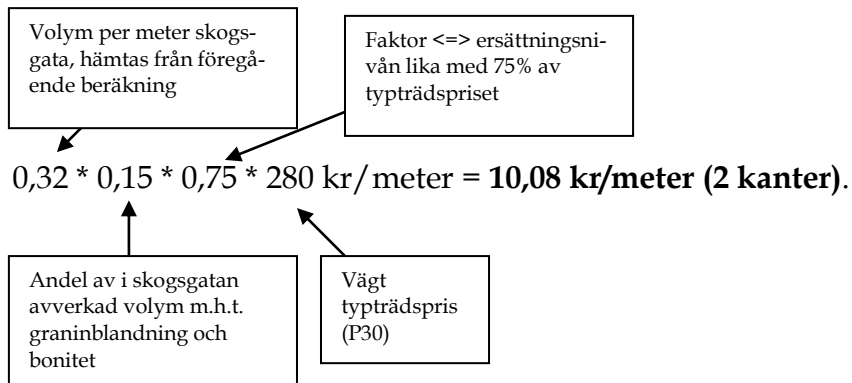 Volym per meter skogs-
gata, hämtas från föregå-
ende beräkning
Faktor <=> ersättningsni-
vån lika med 75% av
typträdspriset
0,32 * 0,15 * 0,75 * 280 kr/meter = 10,08 kr/meter (2 kanter).
Andel av i skogsgatan
avverkad volym m.h.t.
graninblandning och
bonitet
Vägt
typträdspris
(P30)